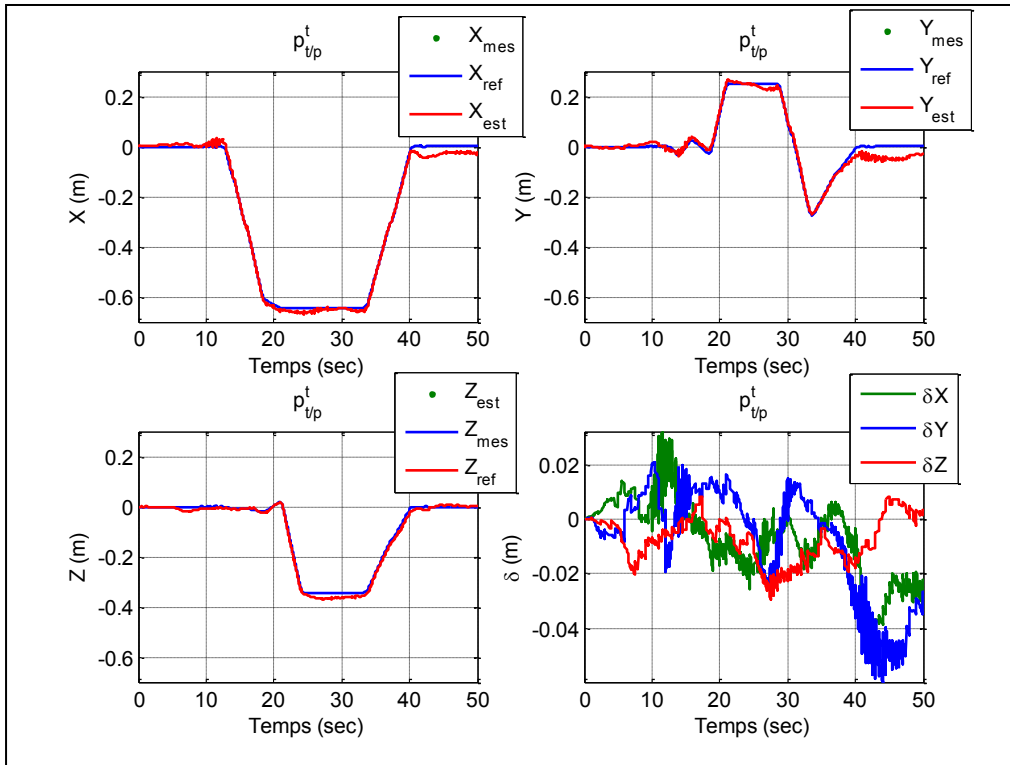 p^t_{t/p}
X_mes
X_ref
X_est
0.2
0
-0.2
-0.4
-0.6
X (m)
0 10 20 30 40 50
Temps (sec)
p^t_{t/p}
Y_mes
Y_ref
Y_est
0.2
0
-0.2
-0.4
-0.6
Y (m)
0 10 20 30 40 50
Temps (sec)
p^t_{t/p}
Z_est
Z_mes
Z_ref
0.2
0
-0.2
-0.4
-0.6
Z (m)
0 10 20 30 40 50
Temps (sec)
p^t_{t/p}
δX
δY
δZ
0.02
0
-0.02
-0.04
δ (m)
0 10 20 30 40 50
Temps (sec)